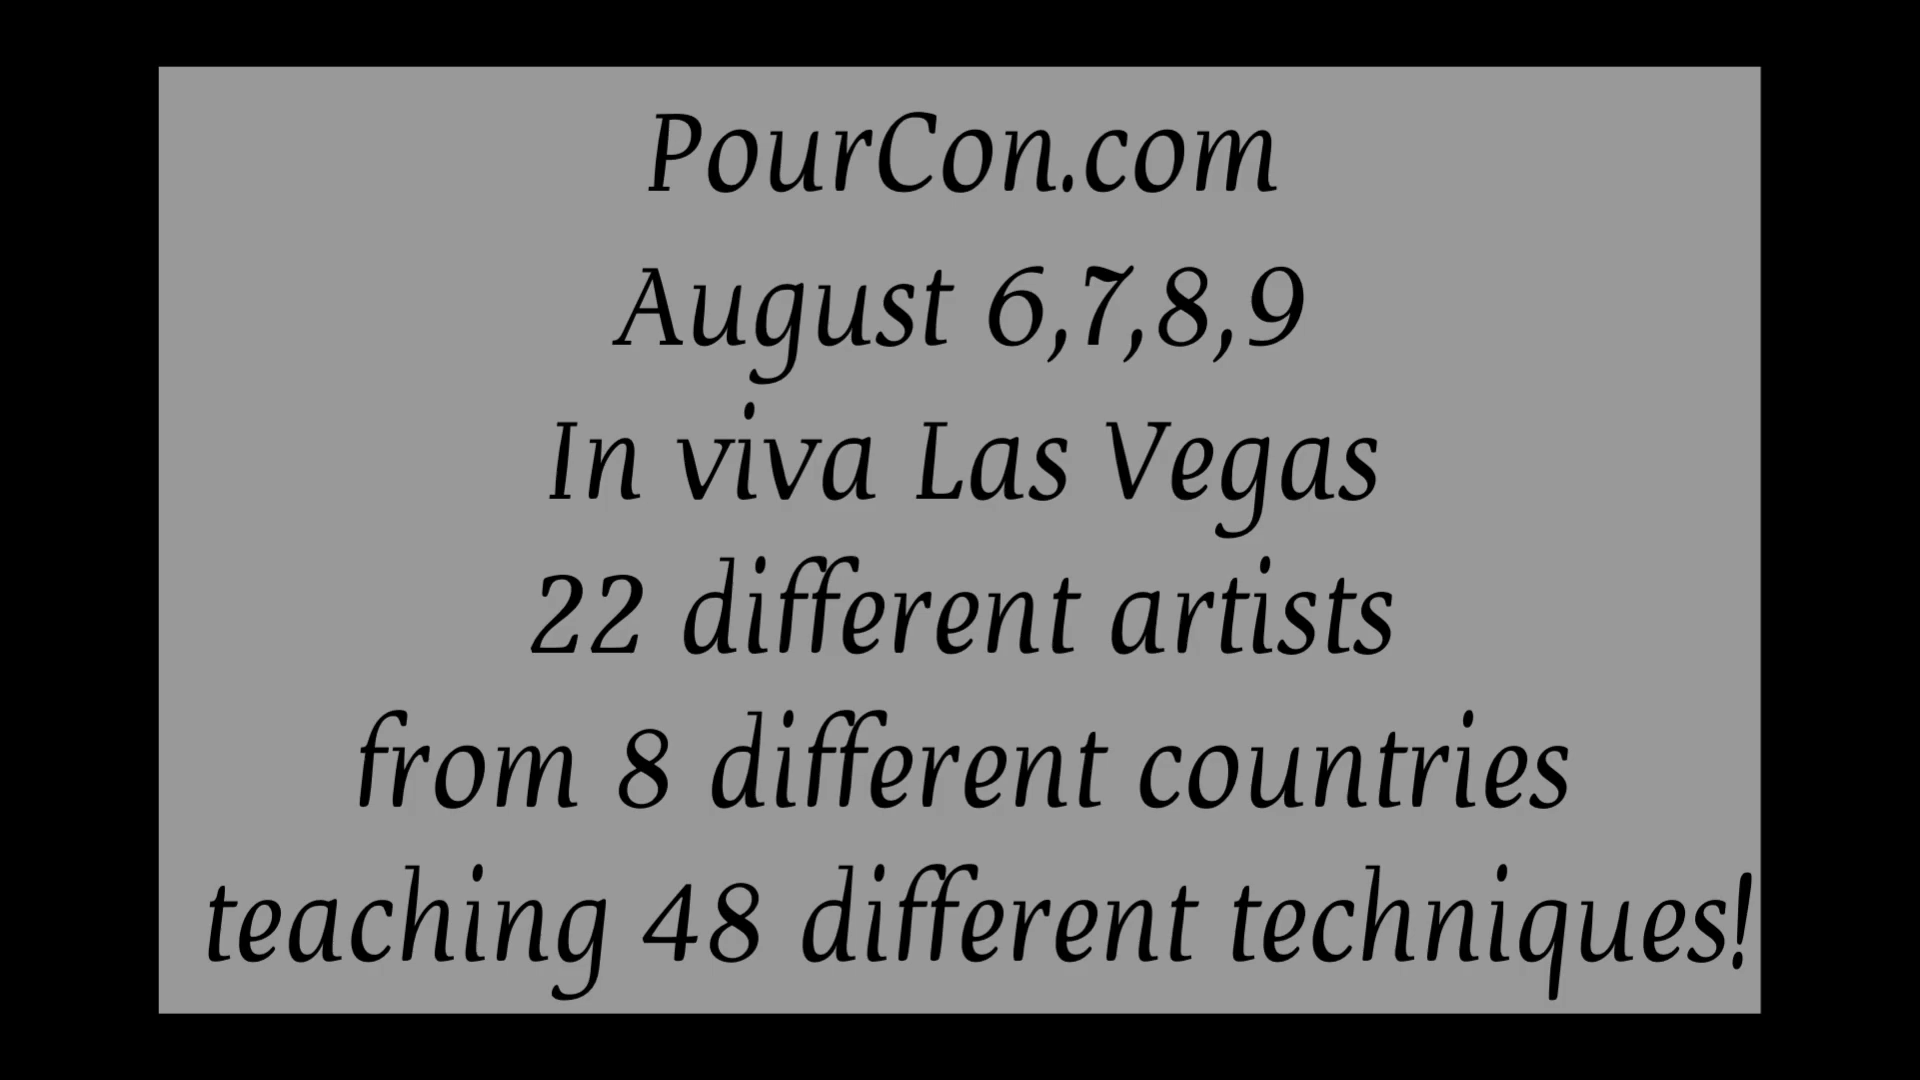 PourCon.com
August 6,7,8,9
In viva Las Vegas
22 different artists
from 8 different countries
teaching 48 different techniques!